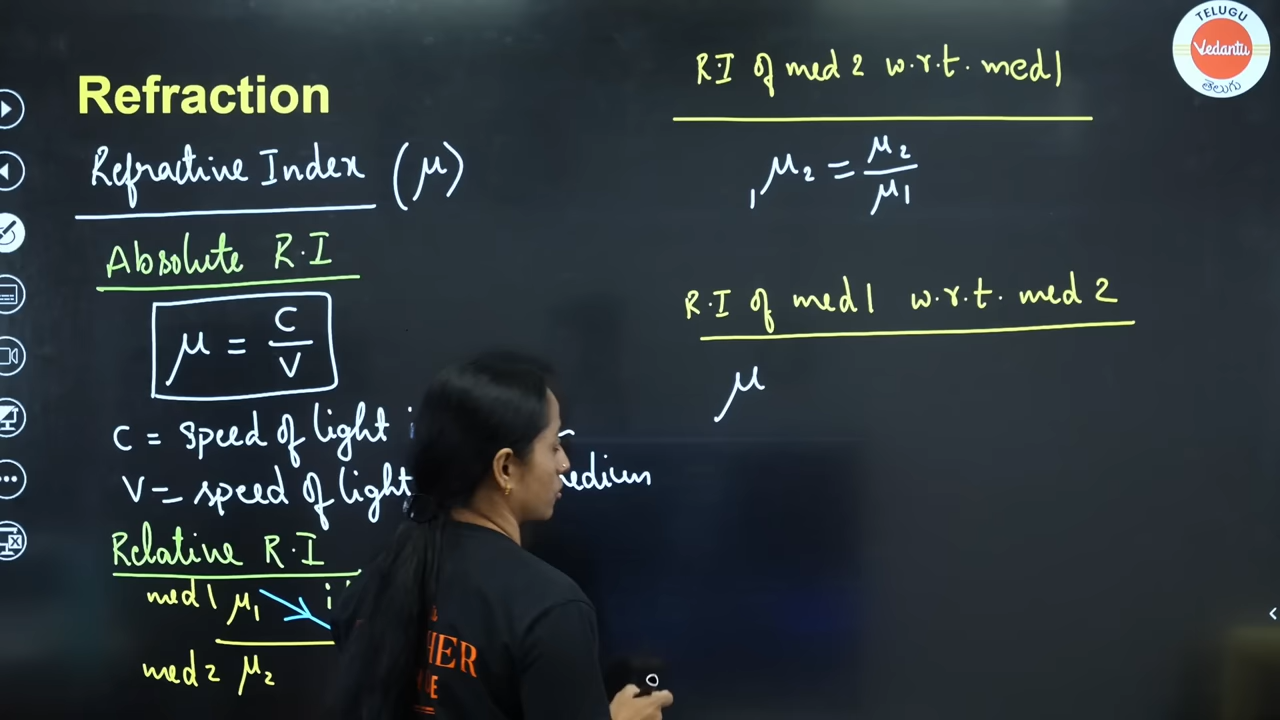 Refraction
Refractive Index (μ)
Absolute R.I
μ = C/V
C = speed of light
V = speed of light medium
Relative R.I
med 1 μ₁
med 2 μ₂
R.I of med 2 w.r.t. med 1
₁μ₂ = μ₂/μ₁
R.I of med 1 w.r.t. med 2
μ
TELUGU
Vedantu
తెలుగు
HER